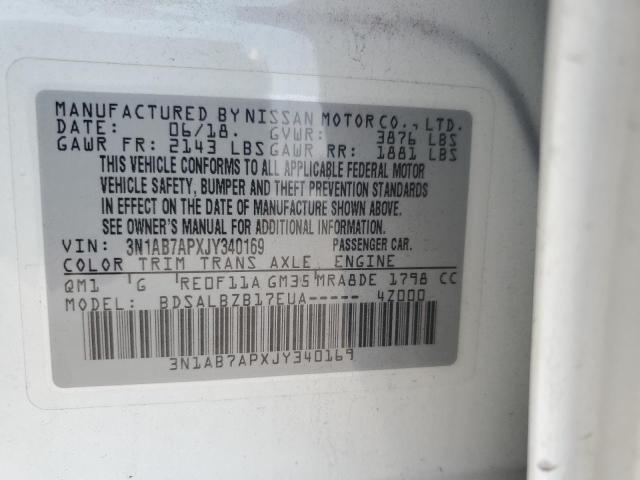 MANUFACTURED BY NISSAN MOTOR CO., LTD.
DATE: 06/18. GVWR: 3876 LBS
GAWR FR: 2143 LBS GAWR RR: 1881 LBS
THIS VEHICLE CONFORMS TO ALL APPLICABLE FEDERAL MOTOR
VEHICLE SAFETY, BUMPER AND THEFT PREVENTION STANDARDS
IN EFFECT ON THE DATE OF MANUFACTURE SHOWN ABOVE.
SEE OWNER'S MANUAL FOR ADDITIONAL INFORMATION
VIN: 3N1AB7APXJY340169 PASSENGER CAR.
COLOR TRIM TRANS AXLE ENGINE
QM1 G RE0F11A GM35 MRA8DE 1798 CC
MODEL: BDSALBZB17EUA----- 4Z000
3N1AB7APXJY340169